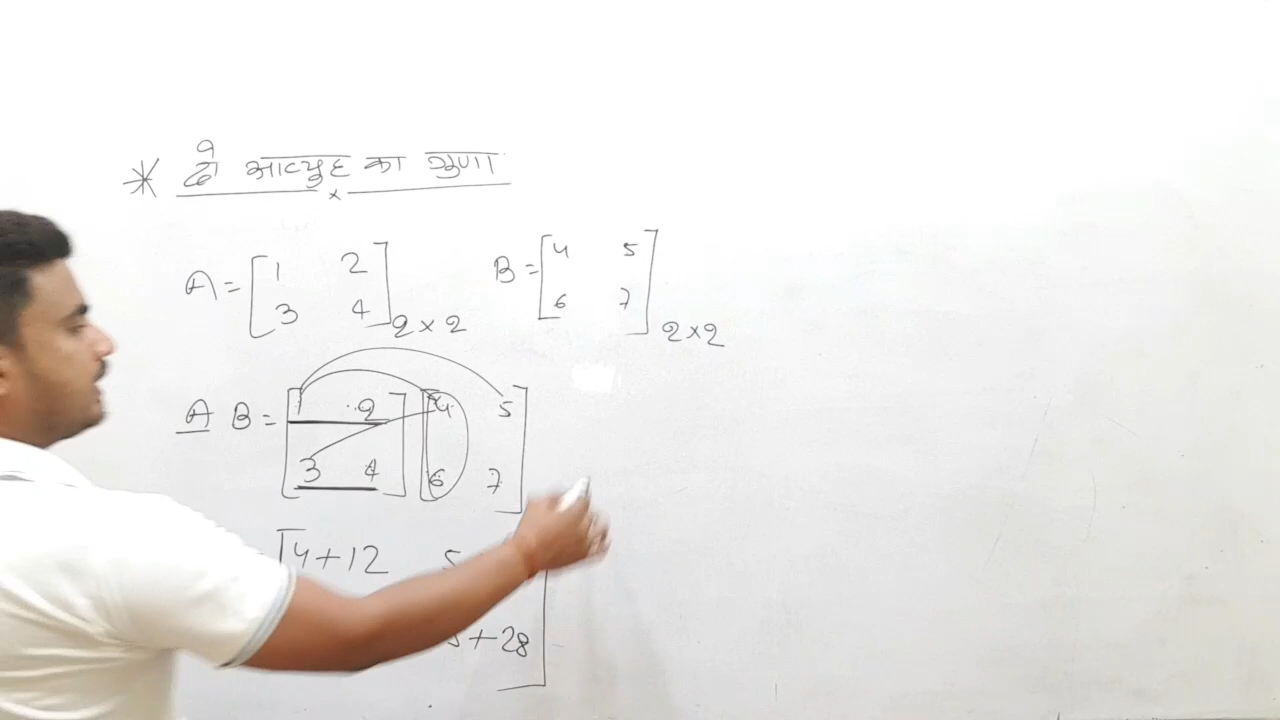 * दो आव्युह का गुणा
A = [1 2
3 4] 2×2 B = [4 5
6 7] 2×2
A B = [1 2
3 4] [4 5
6 7]
[4+12 5
5+28]